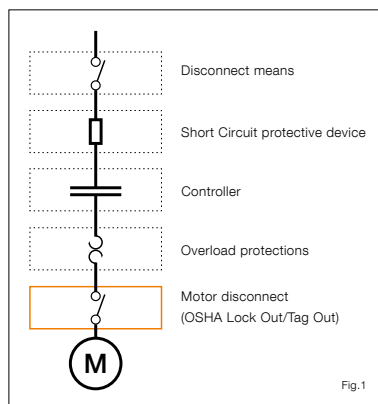 Disconnect means
Short Circuit protective device
Controller
Overload protections
Motor disconnect
(OSHA Lock Out/Tag Out)
M
Fig.1